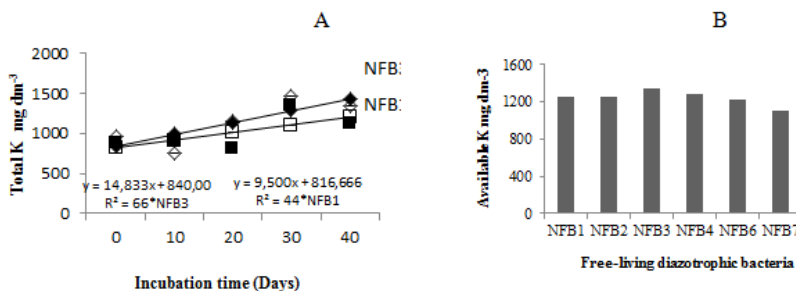 A
Total K mg dm-3
2000
1500
1000
500
0
NFB3
NFB1
y = 14,833x + 840,00
R² = 66*NFB3
y = 9,500x + 816,666
R² = 44*NFB1
0 10 20 30 40
Incubation time (Days)
B
Available K mg dm-3
1600
1200
800
400
0
NFB1 NFB2 NFB3 NFB4 NFB6 NFB7
Free-living diazotrophic bacteria